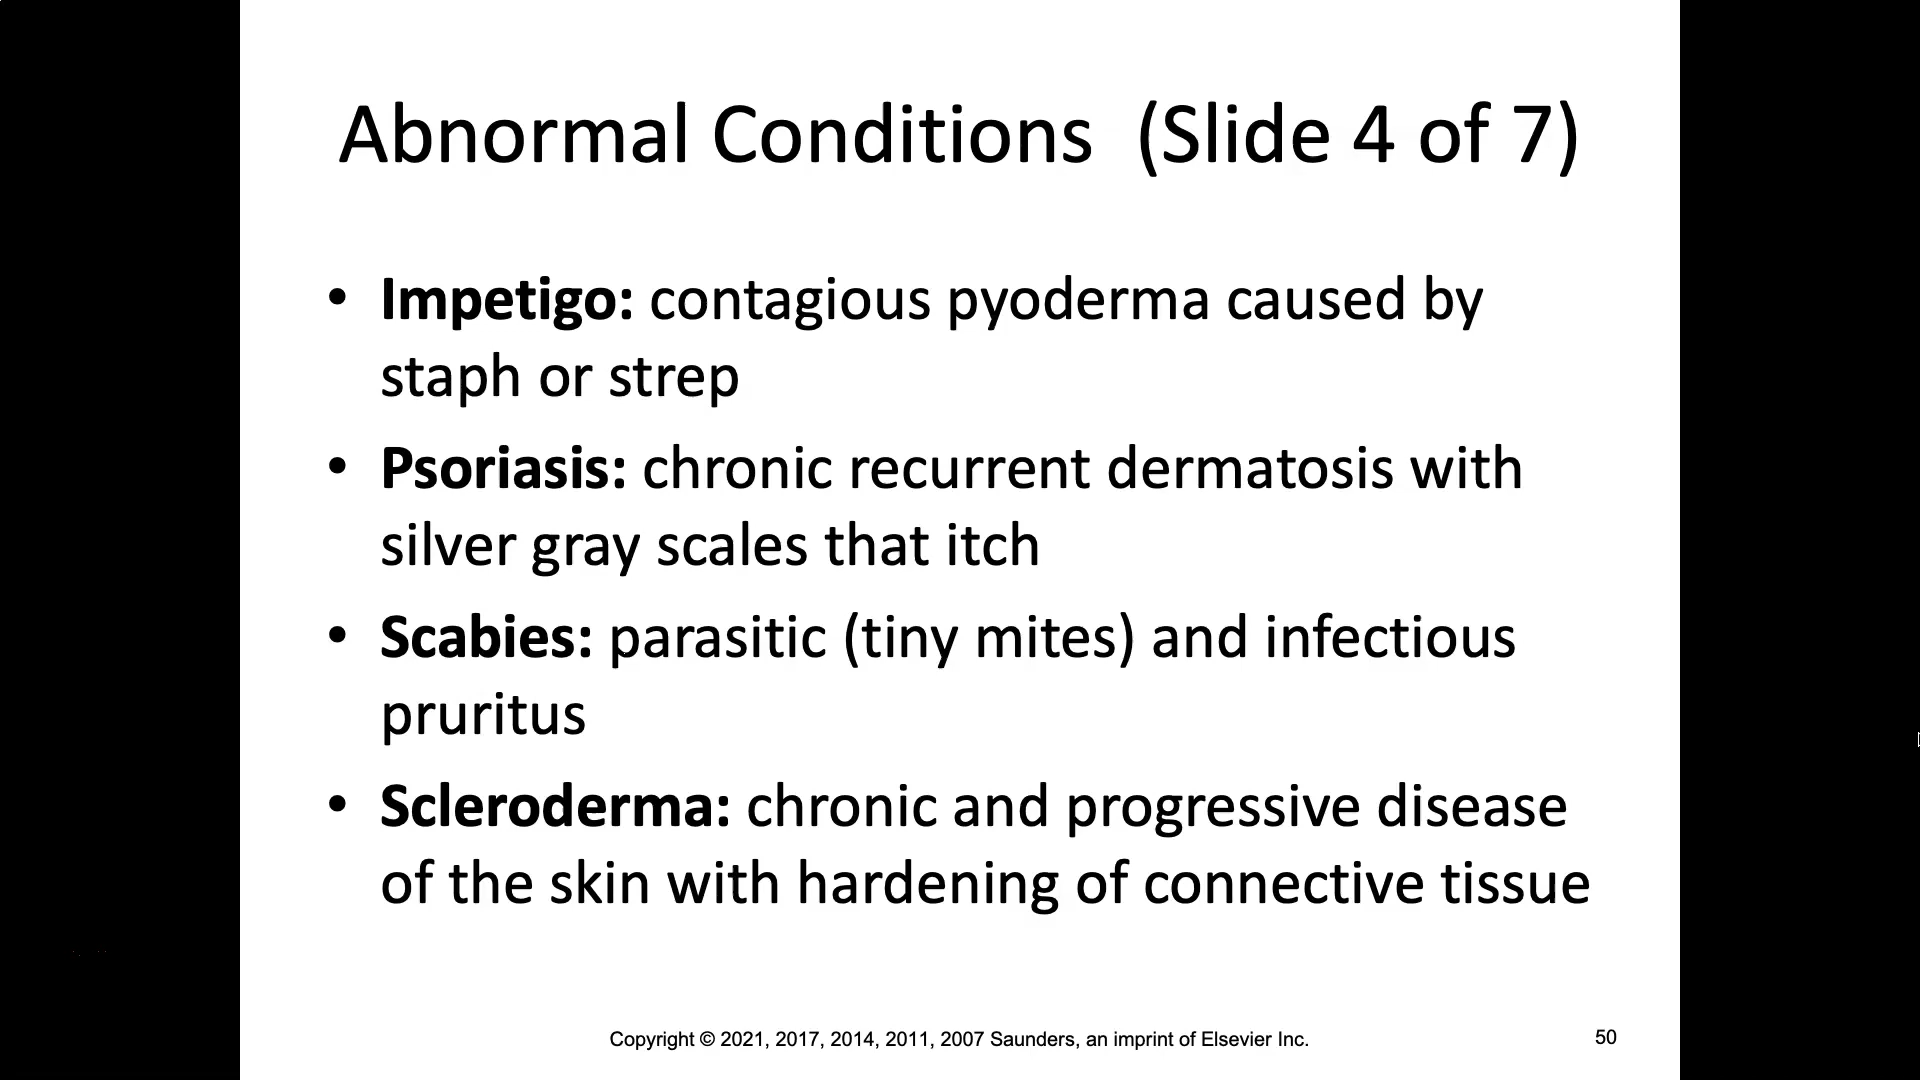 Abnormal Conditions (Slide 4 of 7)
• Impetigo: contagious pyoderma caused by
staph or strep
• Psoriasis: chronic recurrent dermatosis with
silver gray scales that itch
• Scabies: parasitic (tiny mites) and infectious
pruritus
• Scleroderma: chronic and progressive disease
of the skin with hardening of connective tissue
Copyright © 2021, 2017, 2014, 2011, 2007 Saunders, an imprint of Elsevier Inc.
50